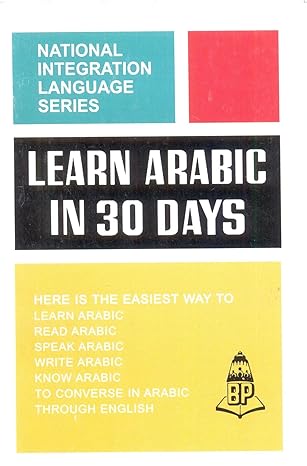 NATIONAL
INTEGRATION
LANGUAGE
SERIES
LEARN ARABIC
IN 30 DAYS
HERE IS THE EASIEST WAY TO
LEARN ARABIC
READ ARABIC
SPEAK ARABIC
WRITE ARABIC
KNOW ARABIC
TO CONVERSE IN ARABIC
THROUGH ENGLISH
BP